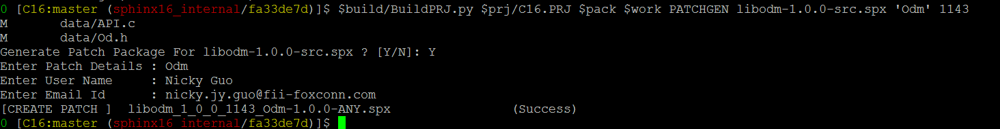 0 [C16:master (sphinx16_internal/fa33de7d)]$ $build/BuildPRJ.py $prj/C16.PRJ $pack $work PATCHGEN libodm-1.0.0-src.spx 'Odm' 1143
M       data/API.c
M       data/Od.h
Generate Patch Package For libodm-1.0.0-src.spx ? [Y/N]: Y
Enter Patch Details : Odm
Enter User Name     : Nicky Guo
Enter Email Id      : nicky.jy.guo@fii-foxconn.com
[CREATE PATCH ]  libodm_1_0_0_1143_Odm-1.0.0-ANY.spx                (Success)
0 [C16:master (sphinx16_internal/fa33de7d)]$